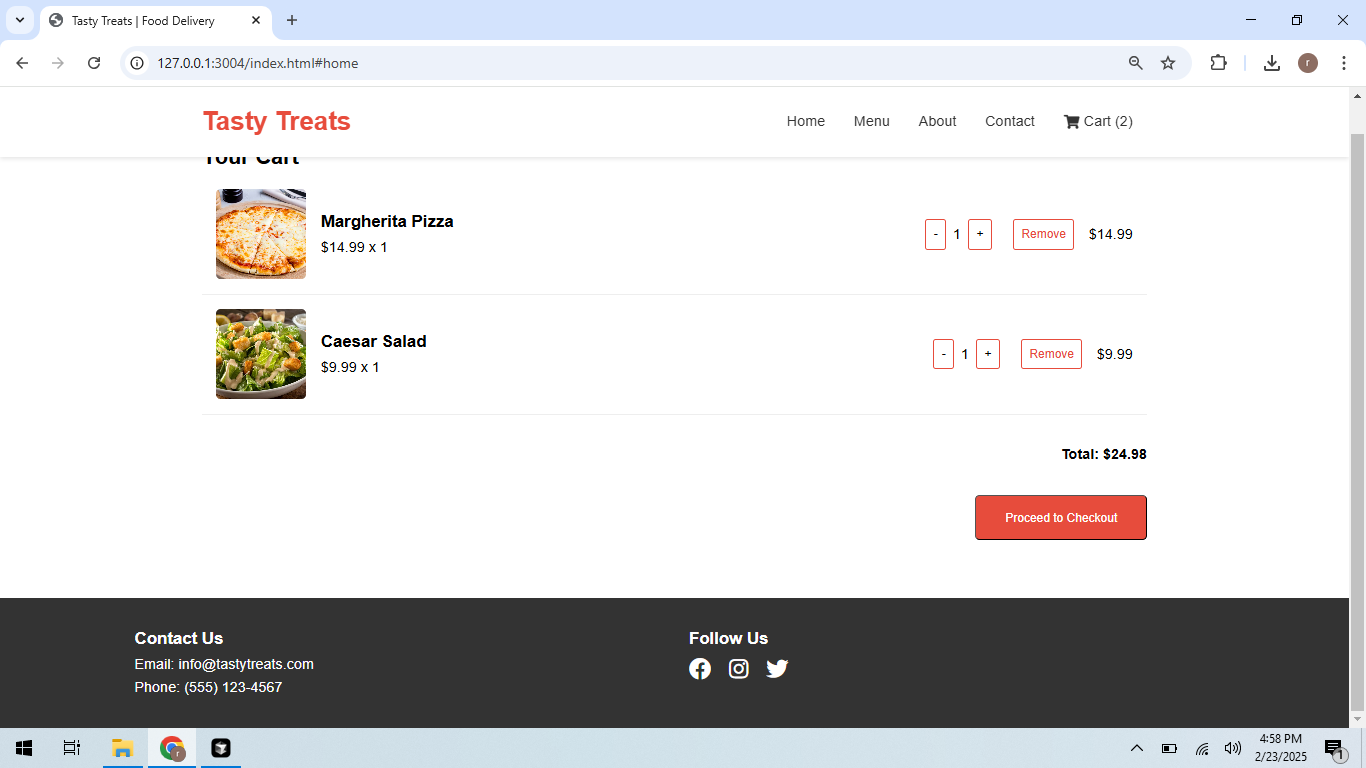 Tasty Treats | Food Delivery
127.0.0.1:3004/index.html#home
r
Tasty Treats
Home Menu About Contact Cart (2)
Your Cart
Margherita Pizza
$14.99 x 1
- 1 + Remove $14.99
Caesar Salad
$9.99 x 1
- 1 + Remove $9.99
Total: $24.98
Proceed to Checkout
Contact Us
Email: info@tastytreats.com
Phone: (555) 123-4567
Follow Us
r
4:58 PM
2/23/2025
1